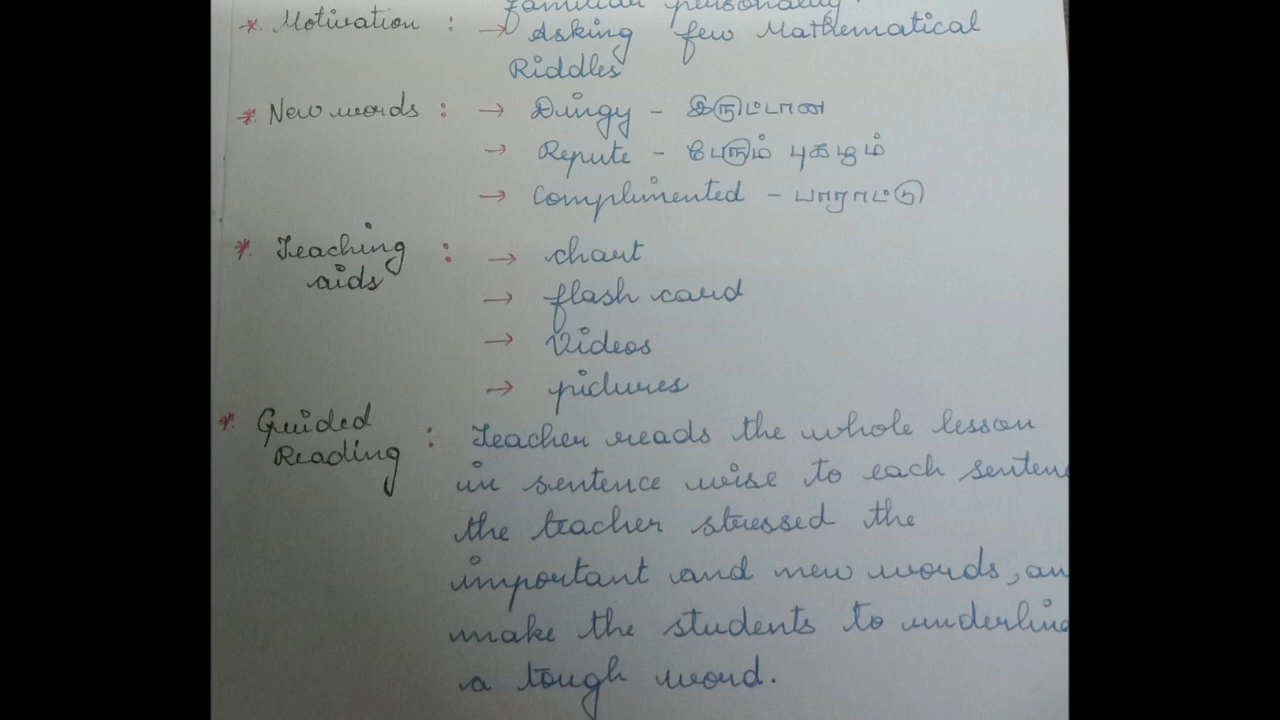 familiar personality.
* Motivation : → Asking few Mathematical
Riddles
* New words : → Dingy - இருட்டான
→ Repute - பேரும் புகழும்
→ Complimented - பாராட்டு
* Teaching : → chart
aids
→ flash card
→ Videos
→ pictures
* Guided
Reading : Teacher reads the whole lesson
in sentence wise to each senten
the teacher stressed the
important and new words, an
make the students to underlin
a tough word.